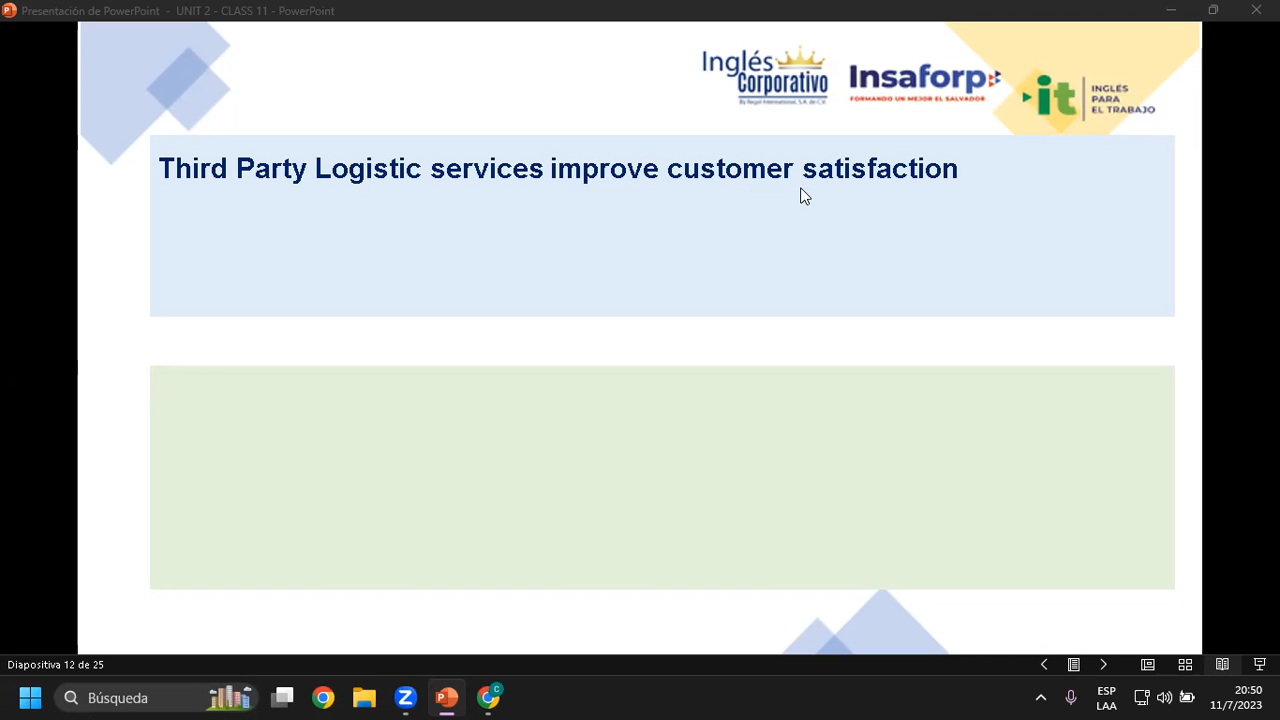 Presentación de PowerPoint - UNIT 2 - CLASS 11 - PowerPoint
Inglés
Corporativo
By Regal International, S.A. de C.V.
Insaforp
FORMANDO UN MEJOR EL SALVADOR
it
INGLÉS
PARA
EL TRABAJO
Third Party Logistic services improve customer satisfaction
Diapositiva 12 de 25
Búsqueda
C
ESP
LAA
20:50
11/7/2023